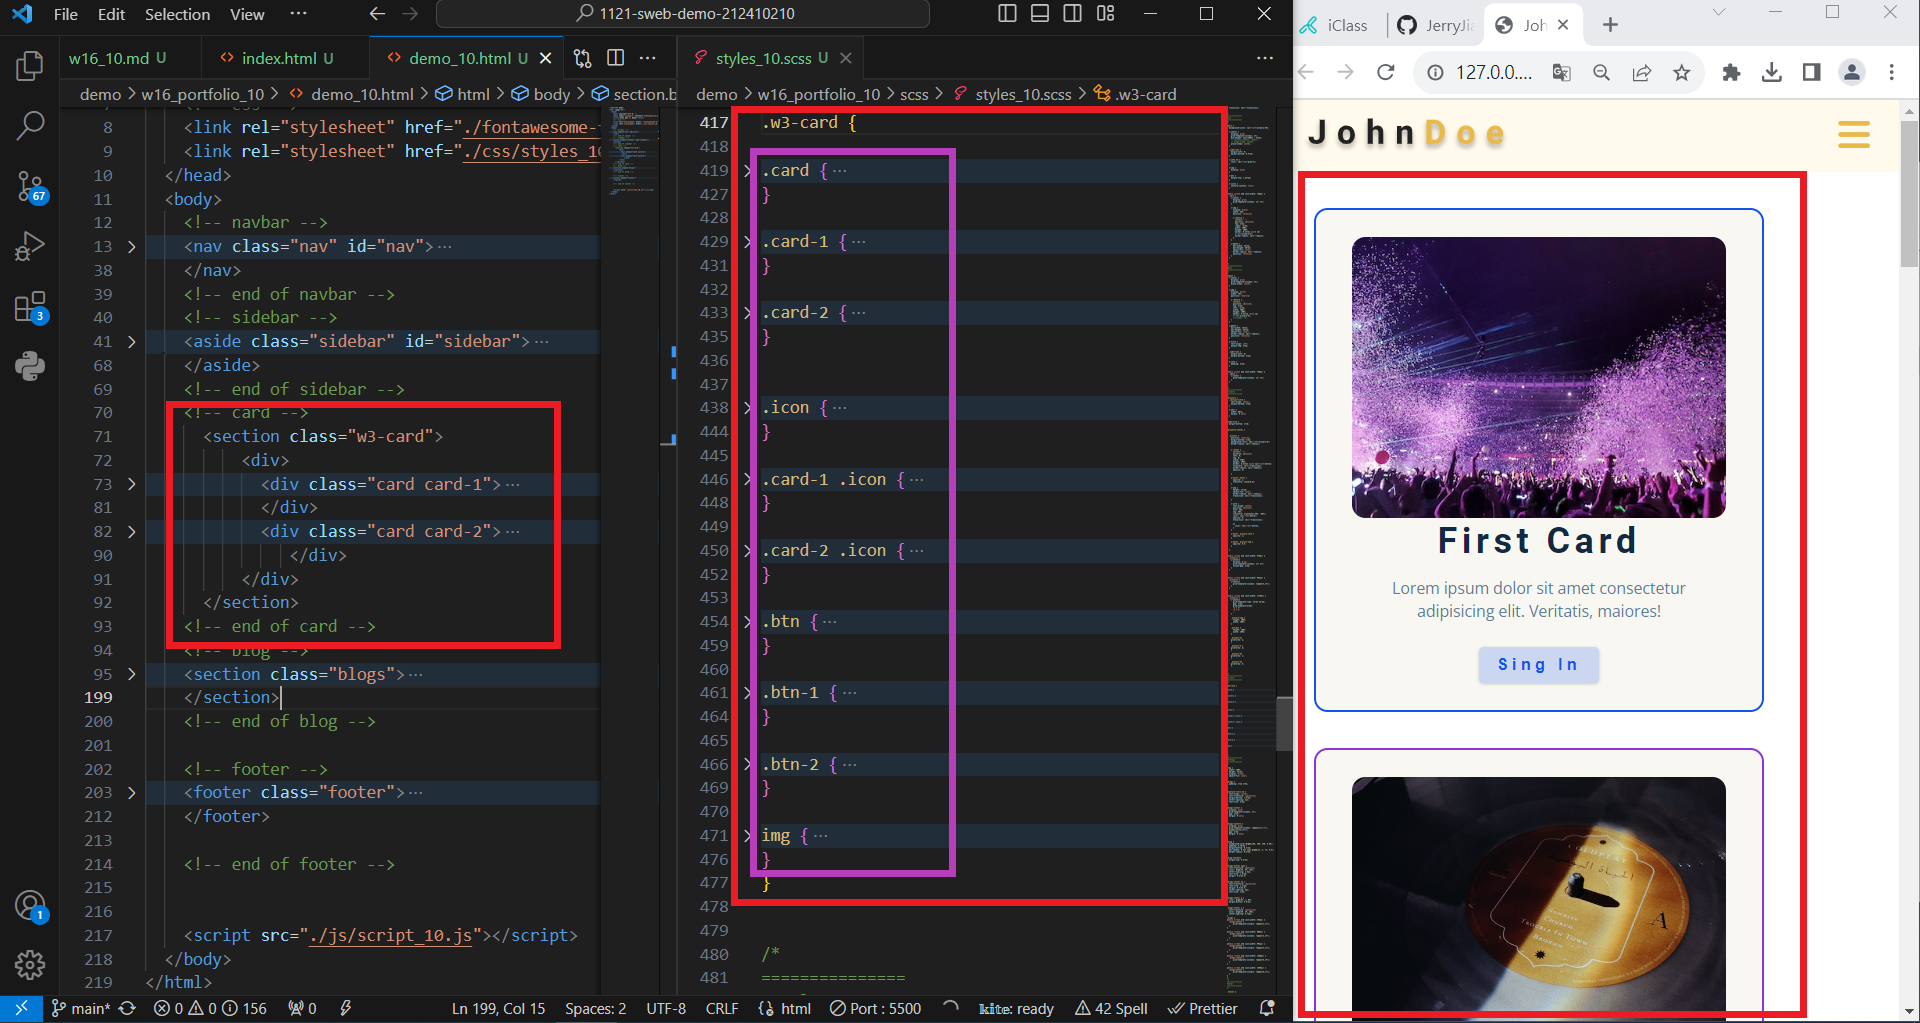 File Edit Selection View ··· 1121-sweb-demo-212410210
w16_10.md U index.html U demo_10.html U
demo > w16_portfolio_10 > demo_10.html > html > body > section.b
8 <link rel="stylesheet" href="./fontawesome-
9 <link rel="stylesheet" href="./css/styles_10
10 </head>
11 <body>
12 <!-- navbar -->
13 <nav class="nav" id="nav">···
38 </nav>
39 <!-- end of navbar -->
40 <!-- sidebar -->
41 <aside class="sidebar" id="sidebar">···
68 </aside>
69 <!-- end of sidebar -->
70 <!-- card -->
71 <section class="w3-card">
72 <div>
73 <div class="card card-1">···
81 </div>
82 <div class="card card-2">···
90 </div>
91 </div>
92 </section>
93 <!-- end of card -->
94 <!-- blog -->
95 <section class="blogs">···
199 </section>
200 <!-- end of blog -->
201
202 <!-- footer -->
203 <footer class="footer">···
212 </footer>
213
214 <!-- end of footer -->
215
216
217 <script src="./js/script_10.js"></script>
218 </body>
219 </html>
styles_10.scss U
demo > w16_portfolio_10 > scss > styles_10.scss > .w3-card
417 .w3-card {
418
419 .card {···
427 }
428
429 .card-1 {···
431 }
432
433 .card-2 {···
435 }
436
437
438 .icon {···
444 }
445
446 .card-1 .icon {···
448 }
449
450 .card-2 .icon {···
452 }
453
454 .btn {···
459 }
460
461 .btn-1 {···
464 }
465
466 .btn-2 {···
469 }
470
471 img {···
476 }
477 }
478
479
480 /*
481 ===============
67
3
1
main* 0 0 156 0 Ln 199, Col 15 Spaces: 2 UTF-8 CRLF html Port : 5500 kite: ready 42 Spell Prettier
iClass JerryJi Joh
127.0.0....
JohnDoe
First Card
Lorem ipsum dolor sit amet consectetur
adipisicing elit. Veritatis, maiores!
Sing In
COLDPLAY
A